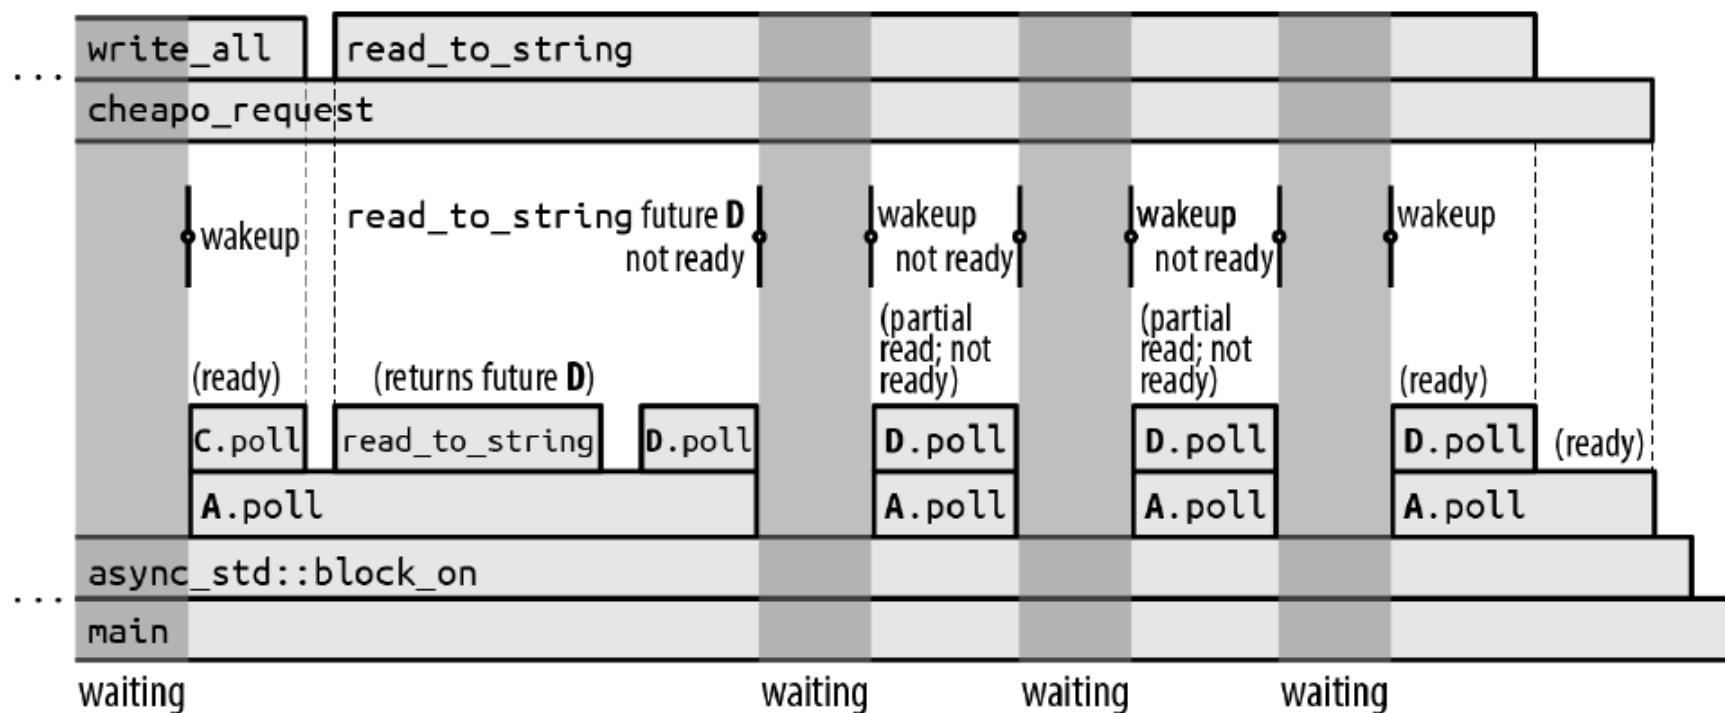 write_all
read_to_string
...
cheapo_request
wakeup
read_to_string future D
not ready
wakeup
not ready
wakeup
not ready
wakeup
(ready)
(returns future D)
(partial
read; not
ready)
(partial
read; not
ready)
(ready)
C.poll
read_to_string
D.poll
D.poll
D.poll
D.poll
(ready)
A.poll
A.poll
A.poll
A.poll
async_std::block_on
...
main
waiting
waiting
waiting
waiting